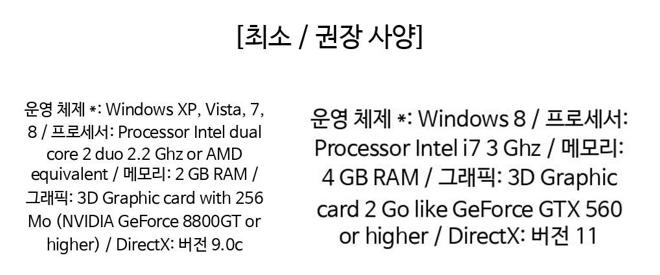 [최소 / 권장 사양]
운영 체제 *: Windows XP, Vista, 7,
8 / 프로세서: Processor Intel dual
core 2 duo 2.2 Ghz or AMD
equivalent / 메모리: 2 GB RAM /
그래픽: 3D Graphic card with 256
Mo (NVIDIA GeForce 8800GT or
higher) / DirectX: 버전 9.0c
운영 체제 *: Windows 8 / 프로세서:
Processor Intel i7 3 Ghz / 메모리:
4 GB RAM / 그래픽: 3D Graphic
card 2 Go like GeForce GTX 560
or higher / DirectX: 버전 11